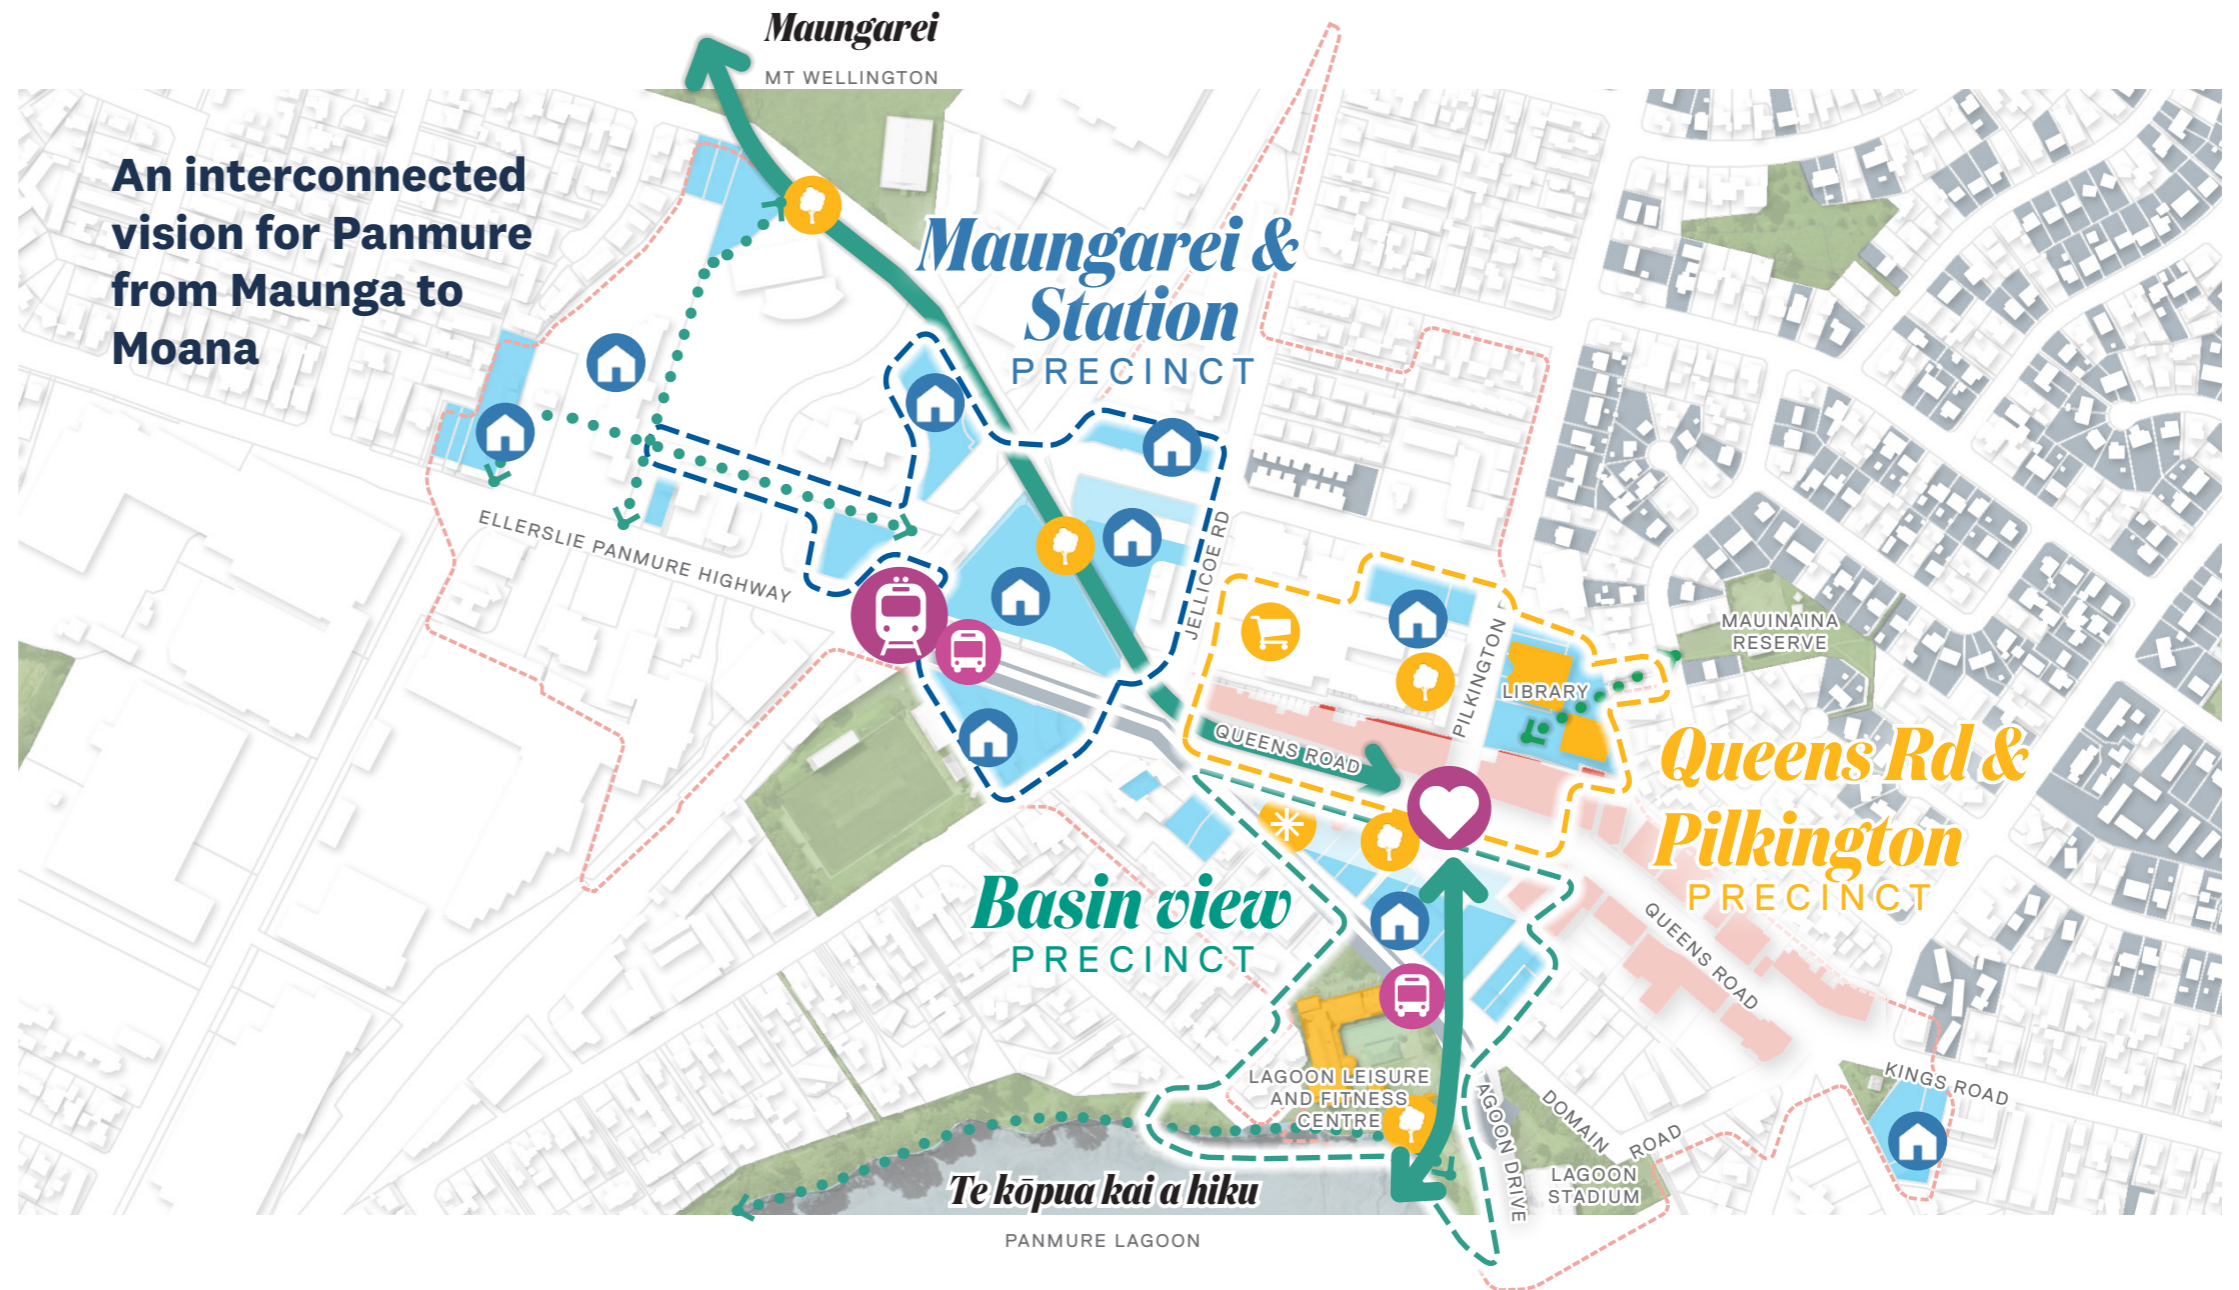 Maungarei
MT WELLINGTON
An interconnected
vision for Panmure
from Maunga to
Moana
Maungarei &
Station
PRECINCT
ELLERSLIE PANMURE HIGHWAY
JELLICOE RD
PILKINGTON
MAUINAINA
RESERVE
LIBRARY
QUEENS ROAD
Queens Rd &
Pilkington
PRECINCT
Basin view
PRECINCT
QUEENS ROAD
LAGOON LEISURE
AND FITNESS
CENTRE
KINGS ROAD
DOMAIN ROAD
AGOON DRIVE
LAGOON
STADIUM
Te kōpua kai a hiku
PANMURE LAGOON